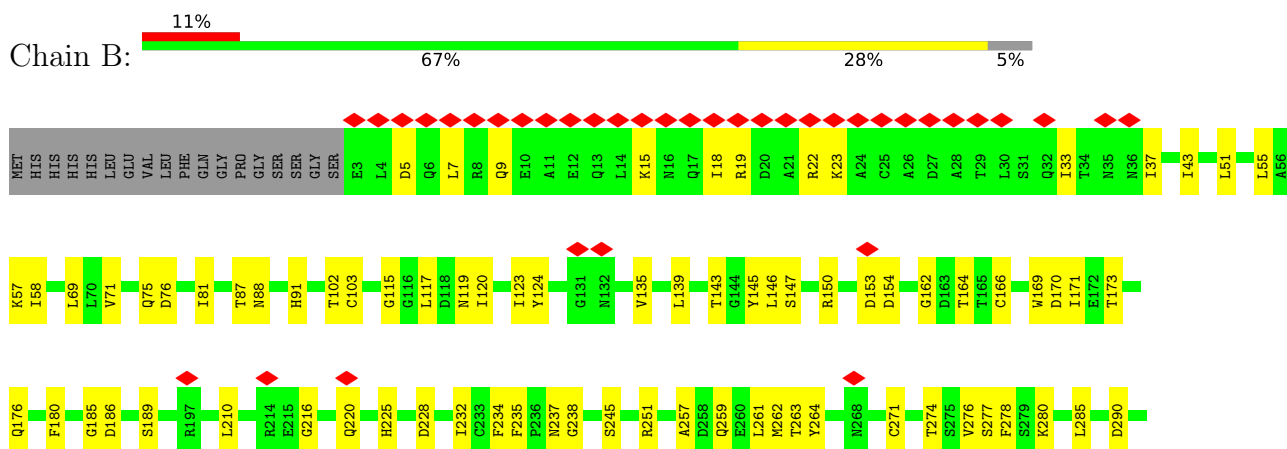 11%
Chain B:
67% 28% 5%
MET HIS HIS HIS HIS LEU GLU VAL LEU PHE GLN GLY PRO GLY SER SER GLY SER E3 L4 D5 Q6 L7 R8 Q9 E10 A11 E12 Q13 L14 K15 N16 Q17 I18 R19 D20 A21 R22 K23 A24 C25 A26 D27 A28 T29 L30 S31 Q32 I33 T34 N35 N36 I37 I43 L51 L55 A56
K57 I58 L69 L70 V71 Q75 D76 I81 T87 N88 H91 T102 C103 G115 G116 L117 D118 N119 I120 I123 Y124 G131 N132 V135 L139 T143 G144 Y145 L146 S147 R150 D153 D154 G162 D163 T164 T165 C166 W169 D170 I171 E172 T173
Q176 F180 G185 D186 S189 R197 L210 R214 E215 G216 Q220 H225 D228 I232 C233 F234 F235 P236 N237 G238 S245 R251 A257 D258 Q259 E260 L261 M262 T263 Y264 N268 C271 T274 S275 V276 S277 F278 S279 K280 L285 D290